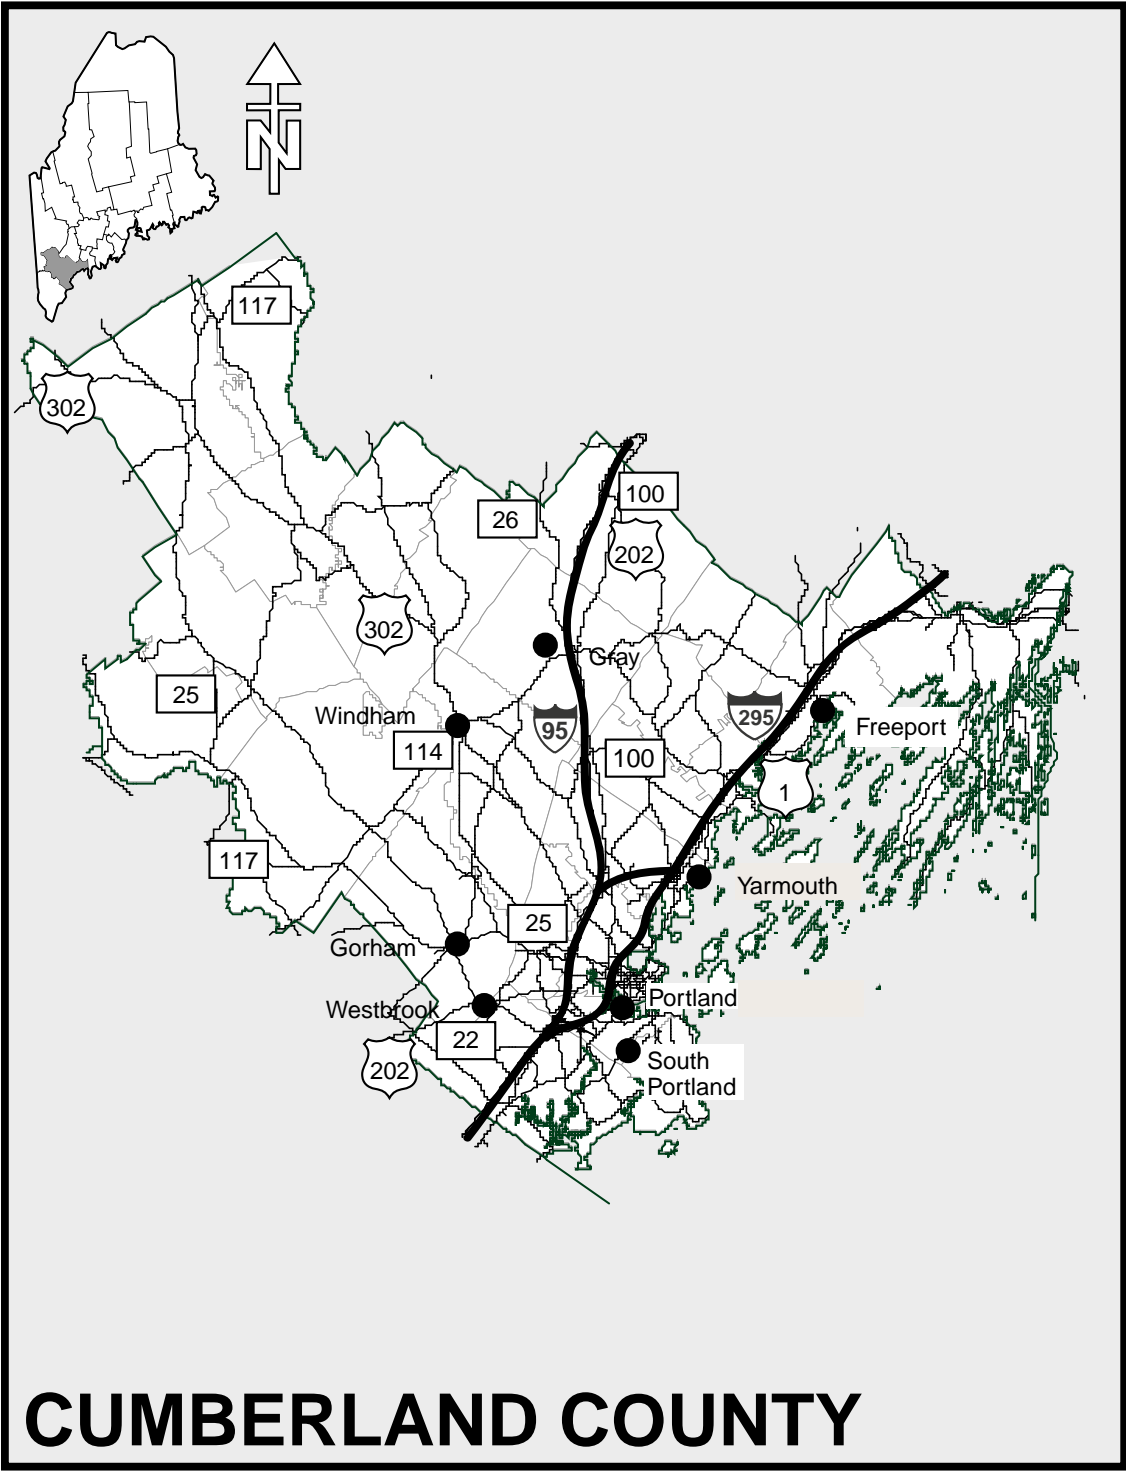 N
117
302
100
26
202
302
Gray
25
Windham
95
295
Freeport
114
100
1
117
Yarmouth
25
Gorham
Portland
Westbrook
22
South
Portland
202
CUMBERLAND COUNTY